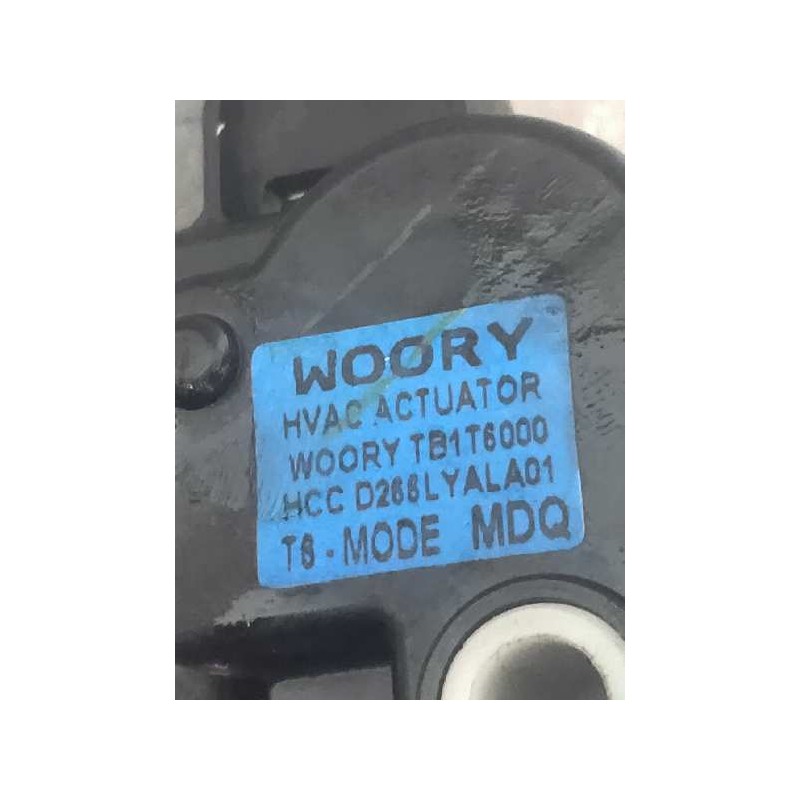 WOORY
HVAC ACTUATOR
WOORY TB1T6000
HCC D266LYALA01
T6 - MODE MDQ